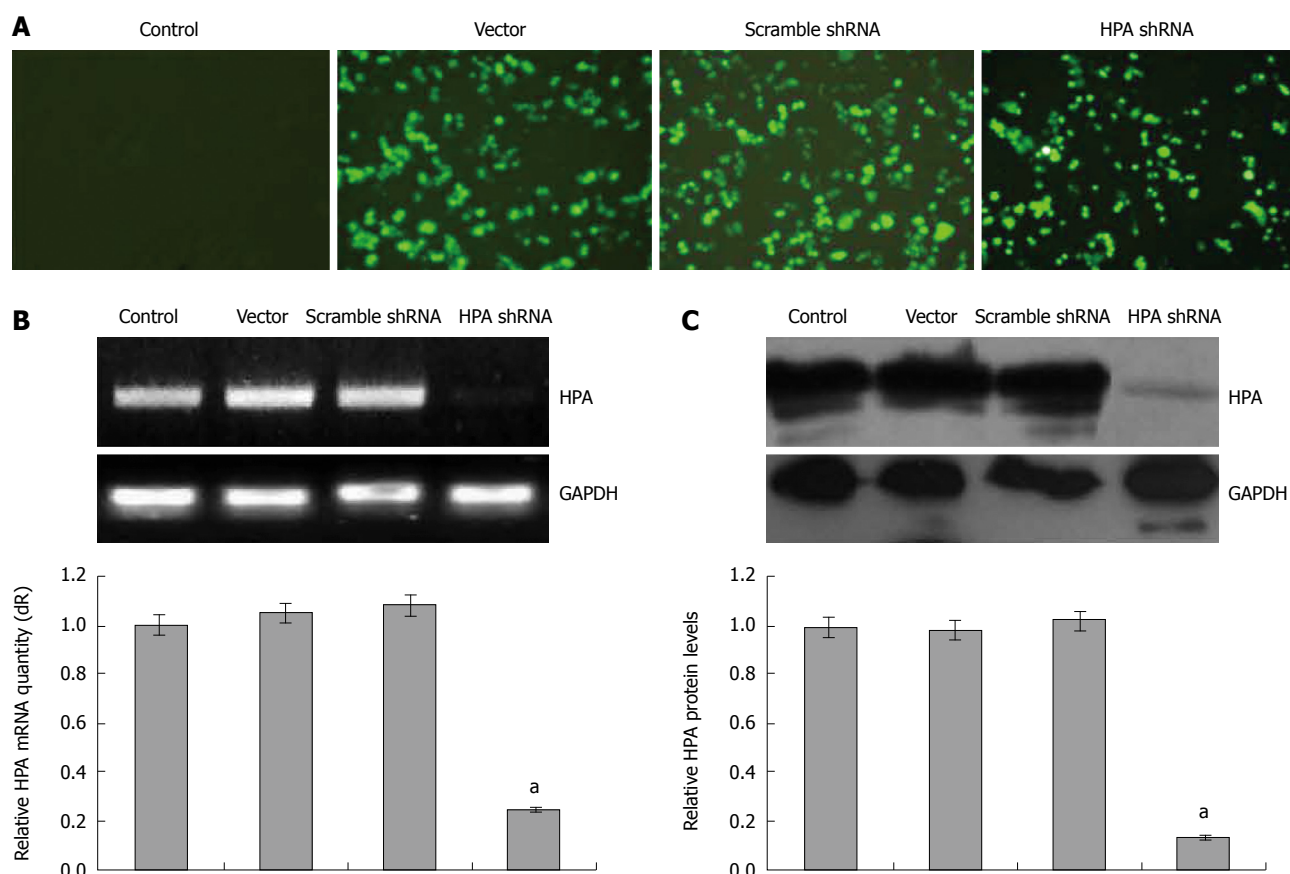 A
Control Vector Scramble shRNA HPA shRNA
B
Control Vector Scramble shRNA HPA shRNA
HPA
GAPDH
Relative HPA mRNA quantity (dR)
1.2
1.0
0.8
0.6
0.4
0.2
0.0
a
C
Control Vector Scramble shRNA HPA shRNA
HPA
GAPDH
Relative HPA protein levels
1.2
1.0
0.8
0.6
0.4
0.2
0.0
a